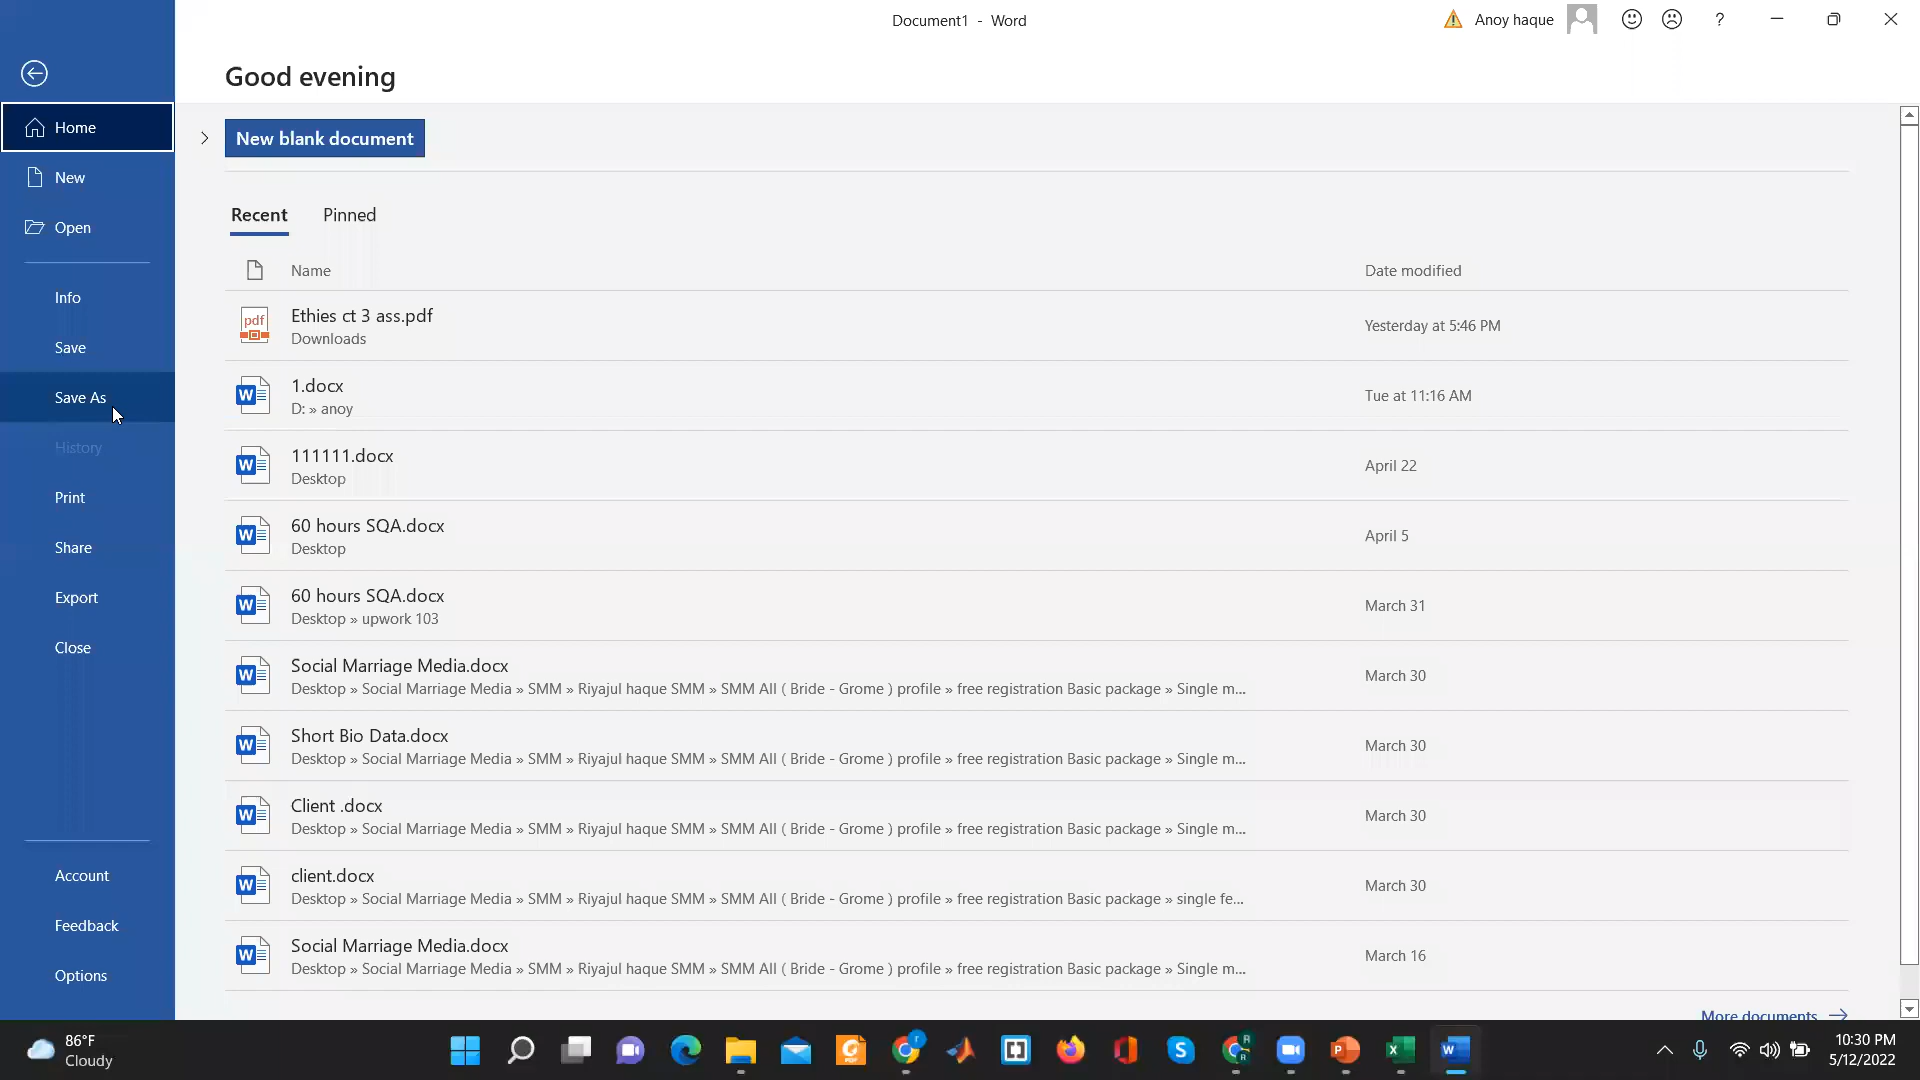 Document1 - Word
Anoy haque
?
Good evening
Home
New
Open
Info
Save
Save As
History
Print
Share
Export
Close
Account
Feedback
Options
New blank document
Recent Pinned
Name Date modified
pdf
Ethies ct 3 ass.pdf
Downloads
Yesterday at 5:46 PM
1.docx
D: » anoy
Tue at 11:16 AM
111111.docx
Desktop
April 22
60 hours SQA.docx
Desktop
April 5
60 hours SQA.docx
Desktop » upwork 103
March 31
Social Marriage Media.docx
Desktop » Social Marriage Media » SMM » Riyajul haque SMM » SMM All ( Bride - Grome ) profile » free registration Basic package » Single m...
March 30
Short Bio Data.docx
Desktop » Social Marriage Media » SMM » Riyajul haque SMM » SMM All ( Bride - Grome ) profile » free registration Basic package » Single m...
March 30
Client .docx
Desktop » Social Marriage Media » SMM » Riyajul haque SMM » SMM All ( Bride - Grome ) profile » free registration Basic package » Single m...
March 30
client.docx
Desktop » Social Marriage Media » SMM » Riyajul haque SMM » SMM All ( Bride - Grome ) profile » free registration Basic package » single fe...
March 30
Social Marriage Media.docx
Desktop » Social Marriage Media » SMM » Riyajul haque SMM » SMM All ( Bride - Grome ) profile » free registration Basic package » Single m...
March 16
More documents
86°F
Cloudy
10:30 PM
5/12/2022